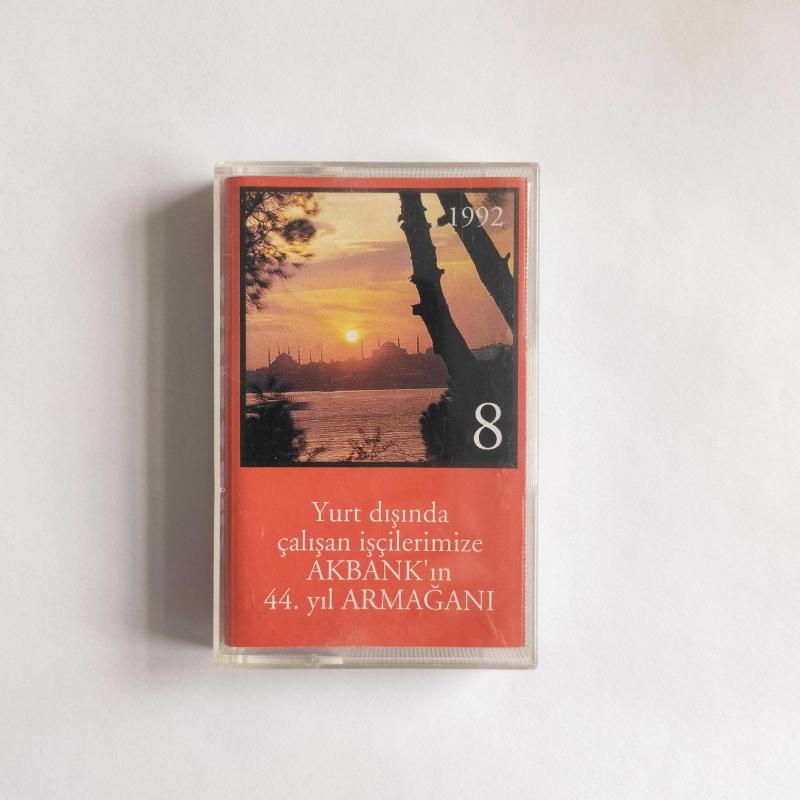 1992
8
Yurt dışında
çalışan işçilerimize
AKBANK'ın
44. yıl ARMAĞANI